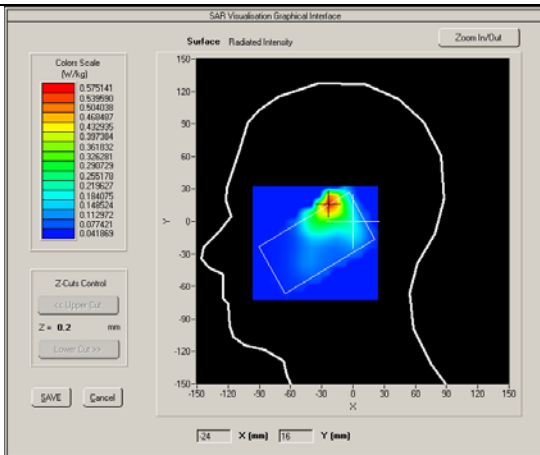 SAR Visualisation Graphical Interface
Surface Radiated Intensity
Zoom In/Out
Colors Scale
(W/kg)
0.575141
0.539590
0.504038
0.468487
0.432935
0.397384
0.361832
0.326281
0.290729
0.255178
0.219627
0.184075
0.148524
0.112972
0.077421
0.041869
Z-Cuts Control
<< Upper Cut
Z = 0.2 mm
Lower Cut >>
SAVE Cancel
150
120
90
60
30
Y 0
-30
-60
-90
-120
-150
-150 -120 -90 -60 -30 0 30 60 90 120 150
X
-24 X (mm) 16 Y (mm)